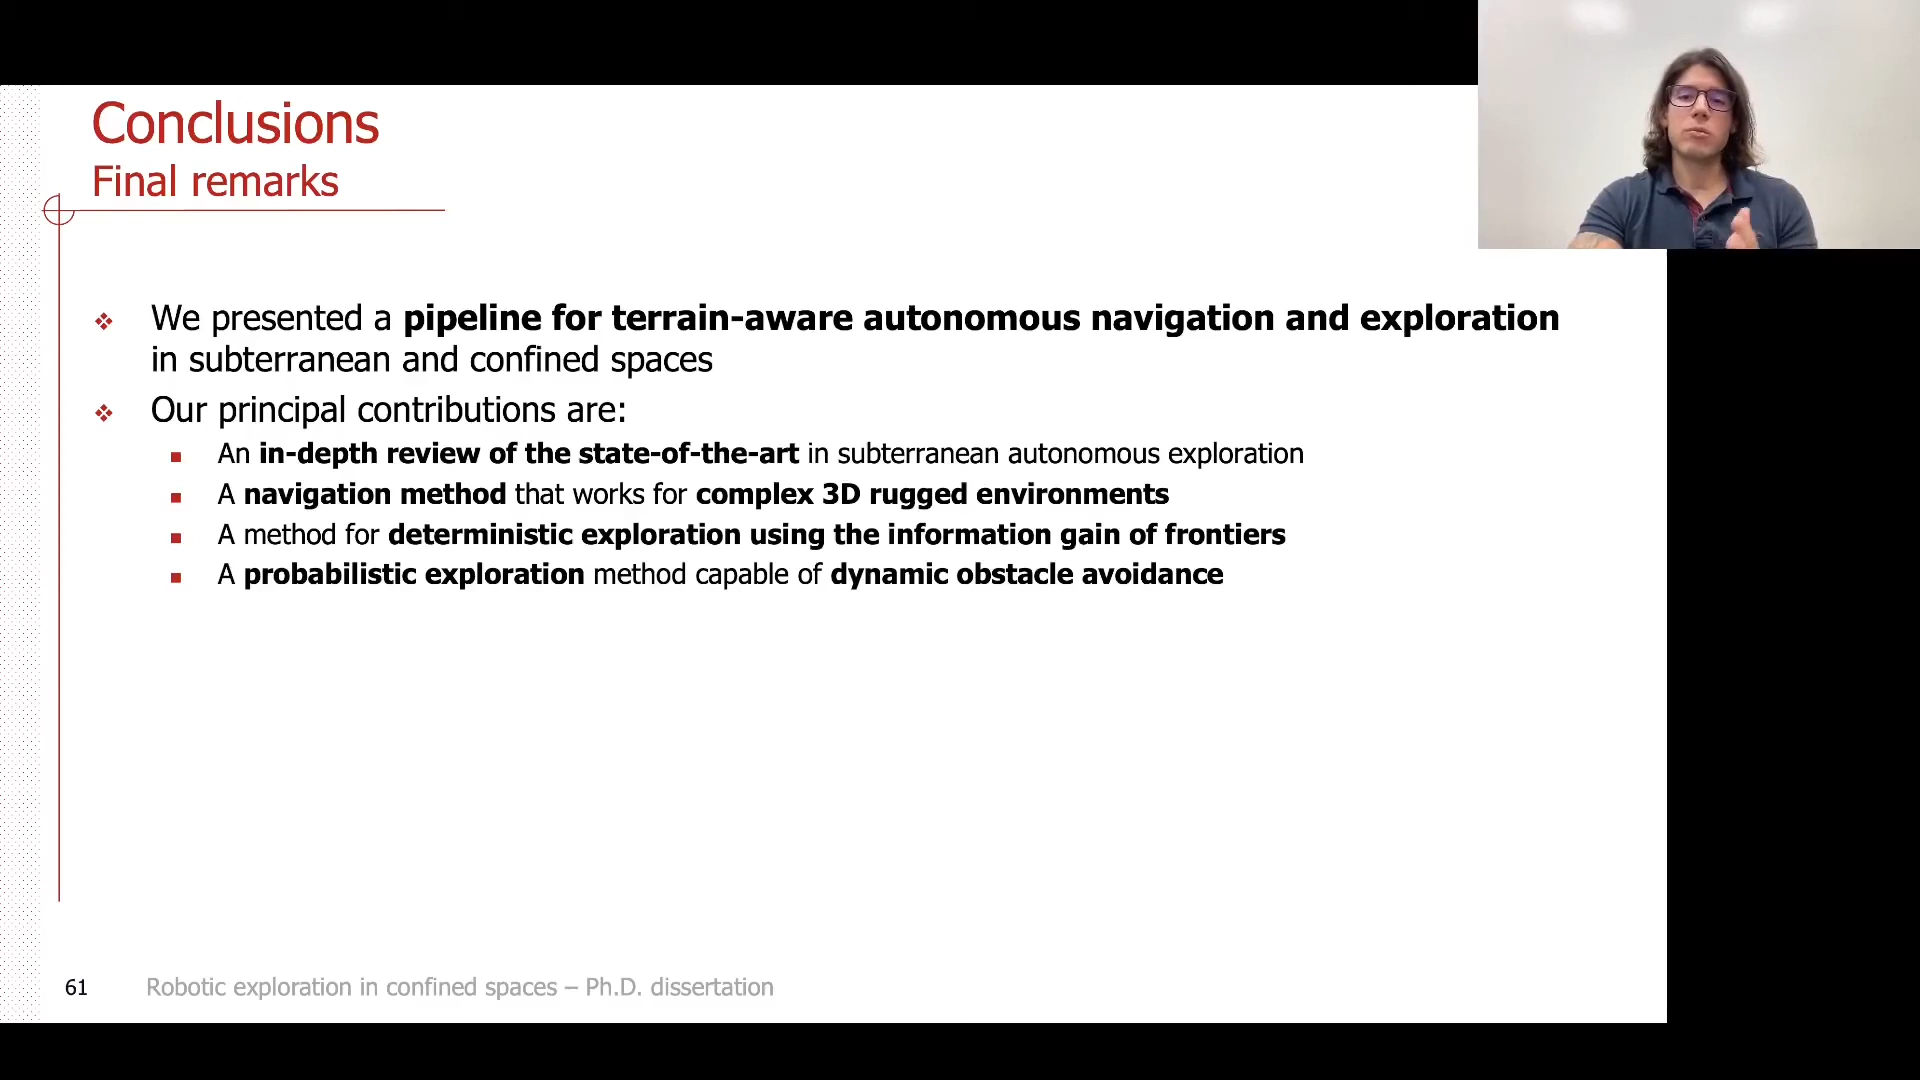 Conclusions
Final remarks
We presented a pipeline for terrain-aware autonomous navigation and exploration
in subterranean and confined spaces
Our principal contributions are:
An in-depth review of the state-of-the-art in subterranean autonomous exploration
A navigation method that works for complex 3D rugged environments
A method for deterministic exploration using the information gain of frontiers
A probabilistic exploration method capable of dynamic obstacle avoidance
61 Robotic exploration in confined spaces – Ph.D. dissertation